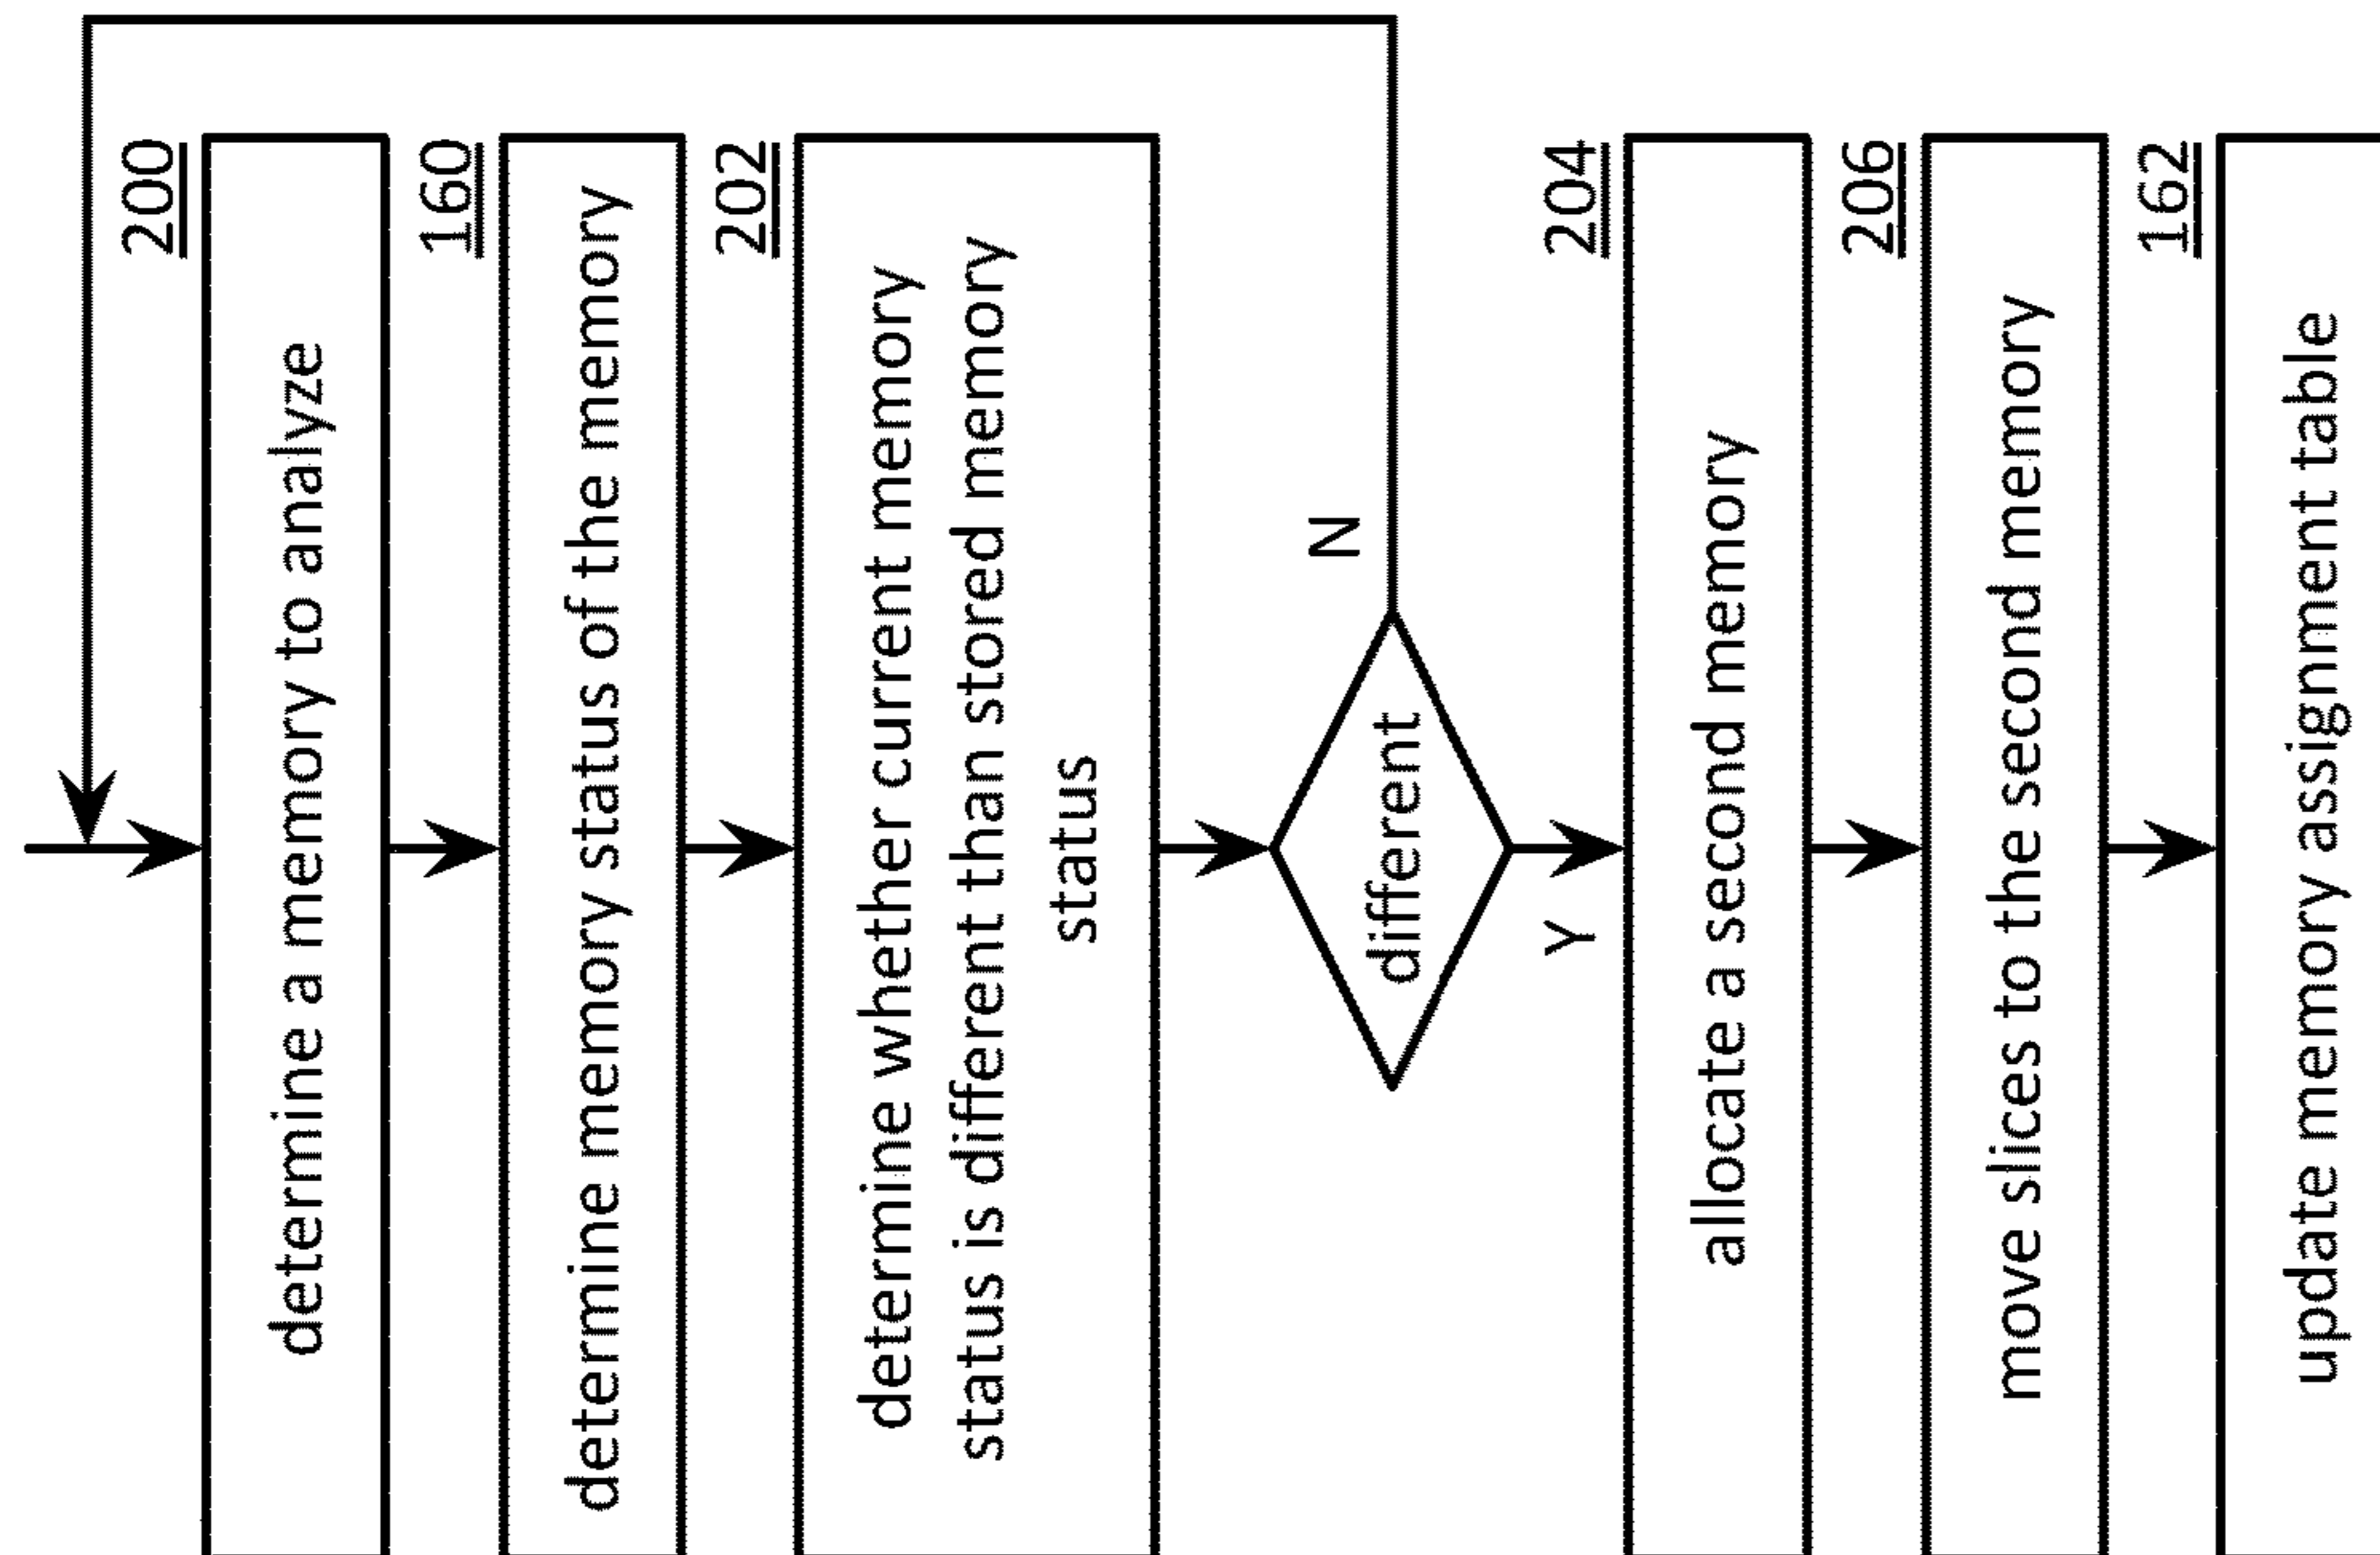 200
determine a memory to analyze
160
determine memory status of the memory
202
determine whether current memory
status is different than stored memory
status
different
N
Y
204
allocate a second memory
206
move slices to the second memory
162
update memory assignment table